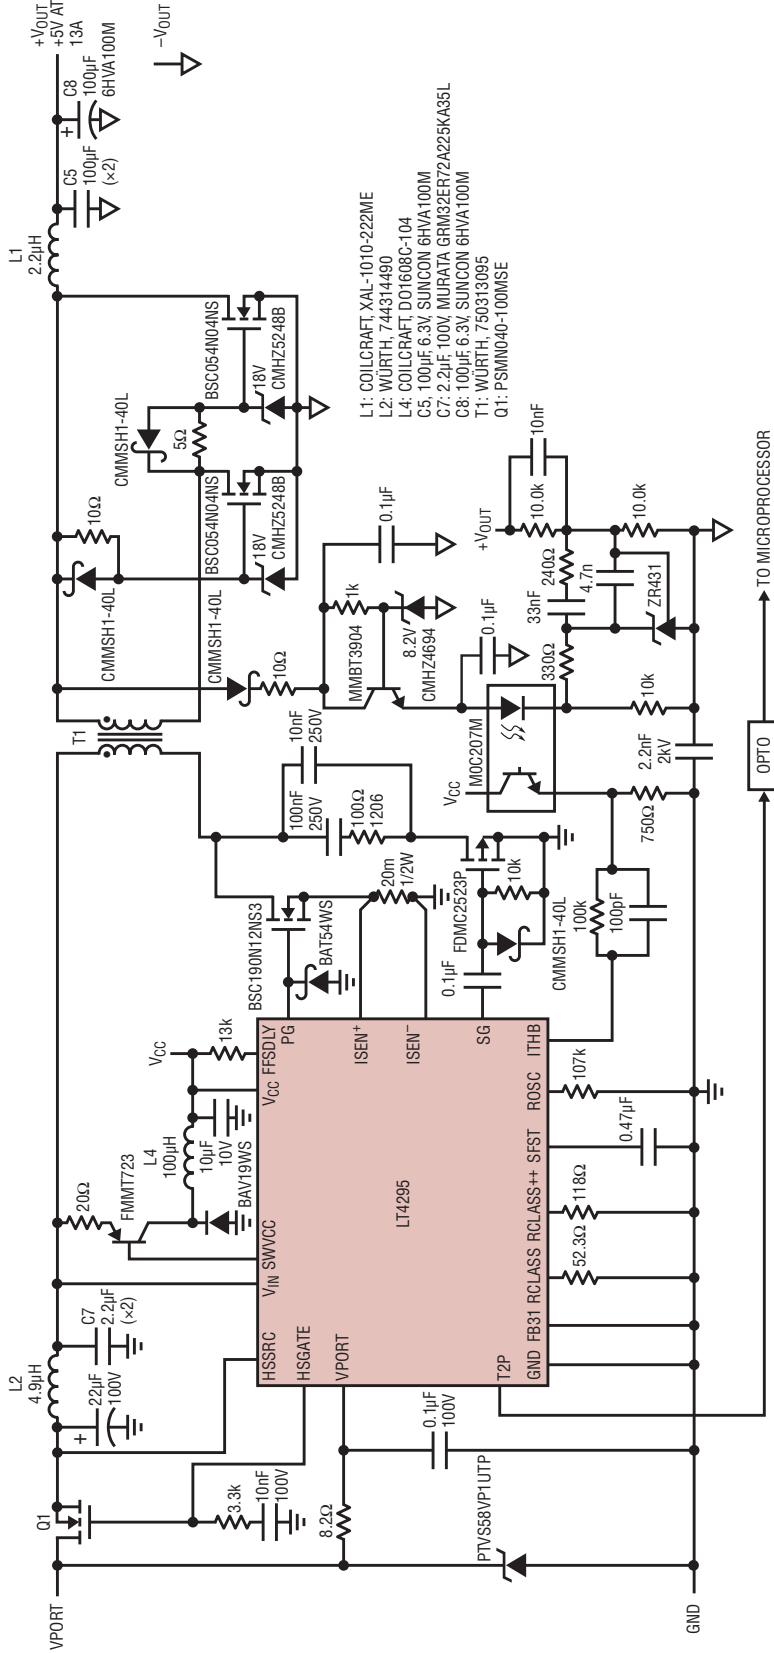 +VOUT
+5V AT
13A
−VOUT
C8
100µF
6HVA100M
C5
100µF
(×2)
L1
2.2µH
L1: COILCRAFT, XAL-1010-222ME
L2: WÜRTH, 744314490
L4: COILCRAFT, DO1608C-104
C5, 100µF, 6.3V, SUNCON 6HVA100M
C7: 2.2µF, 100V, MURATA GRM32ER72A225KA35L
C8: 100µF, 6.3V, SUNCON 6HVA100M
T1: WÜRTH, 750313095
Q1: PSMN040-100MSE
BSC054N04NS
18V
CMHZ5248B
CMMSH1-40L
5Ω
BSC054N04NS
18V
CMHZ5248B
10Ω
CMMSH1-40L
CMMSH1-40L
10Ω
0.1µF
1k
MMBT3904
8.2V
CMHZ4694
0.1µF
+VOUT
10.0k
10nF
10.0k
240Ω
33nF
4.7n
ZR431
330Ω
10k
MOC207M
VCC
2.2nF
2kV
750Ω
OPTO
TO MICROPROCESSOR
T1
10nF
250V
100nF
250V
100Ω
1206
BSC190N12NS3
BAT54WS
20m
1/2W
FDMC2523P
10k
0.1µF
CMMSH1-40L
100k
100pF
VCC
13k
L4
100µH
10µF
10V
BAV19WS
20Ω
FMMT723
VIN SWVCC
VCC FFSDLY
PG
ISEN+
ISEN−
SG
ITHB
LT4295
HSSRC
HSGATE
VPORT
T2P
GND FB31 RCLASS RCLASS++ SFST
ROSC
107k
0.47µF
118Ω
52.3Ω
C7
2.2µF
(×2)
L2
4.9µH
22µF
100V
Q1
3.3k
10nF
100V
8.2Ω
0.1µF
100V
PTVS58VP1UTP
VPORT
GND